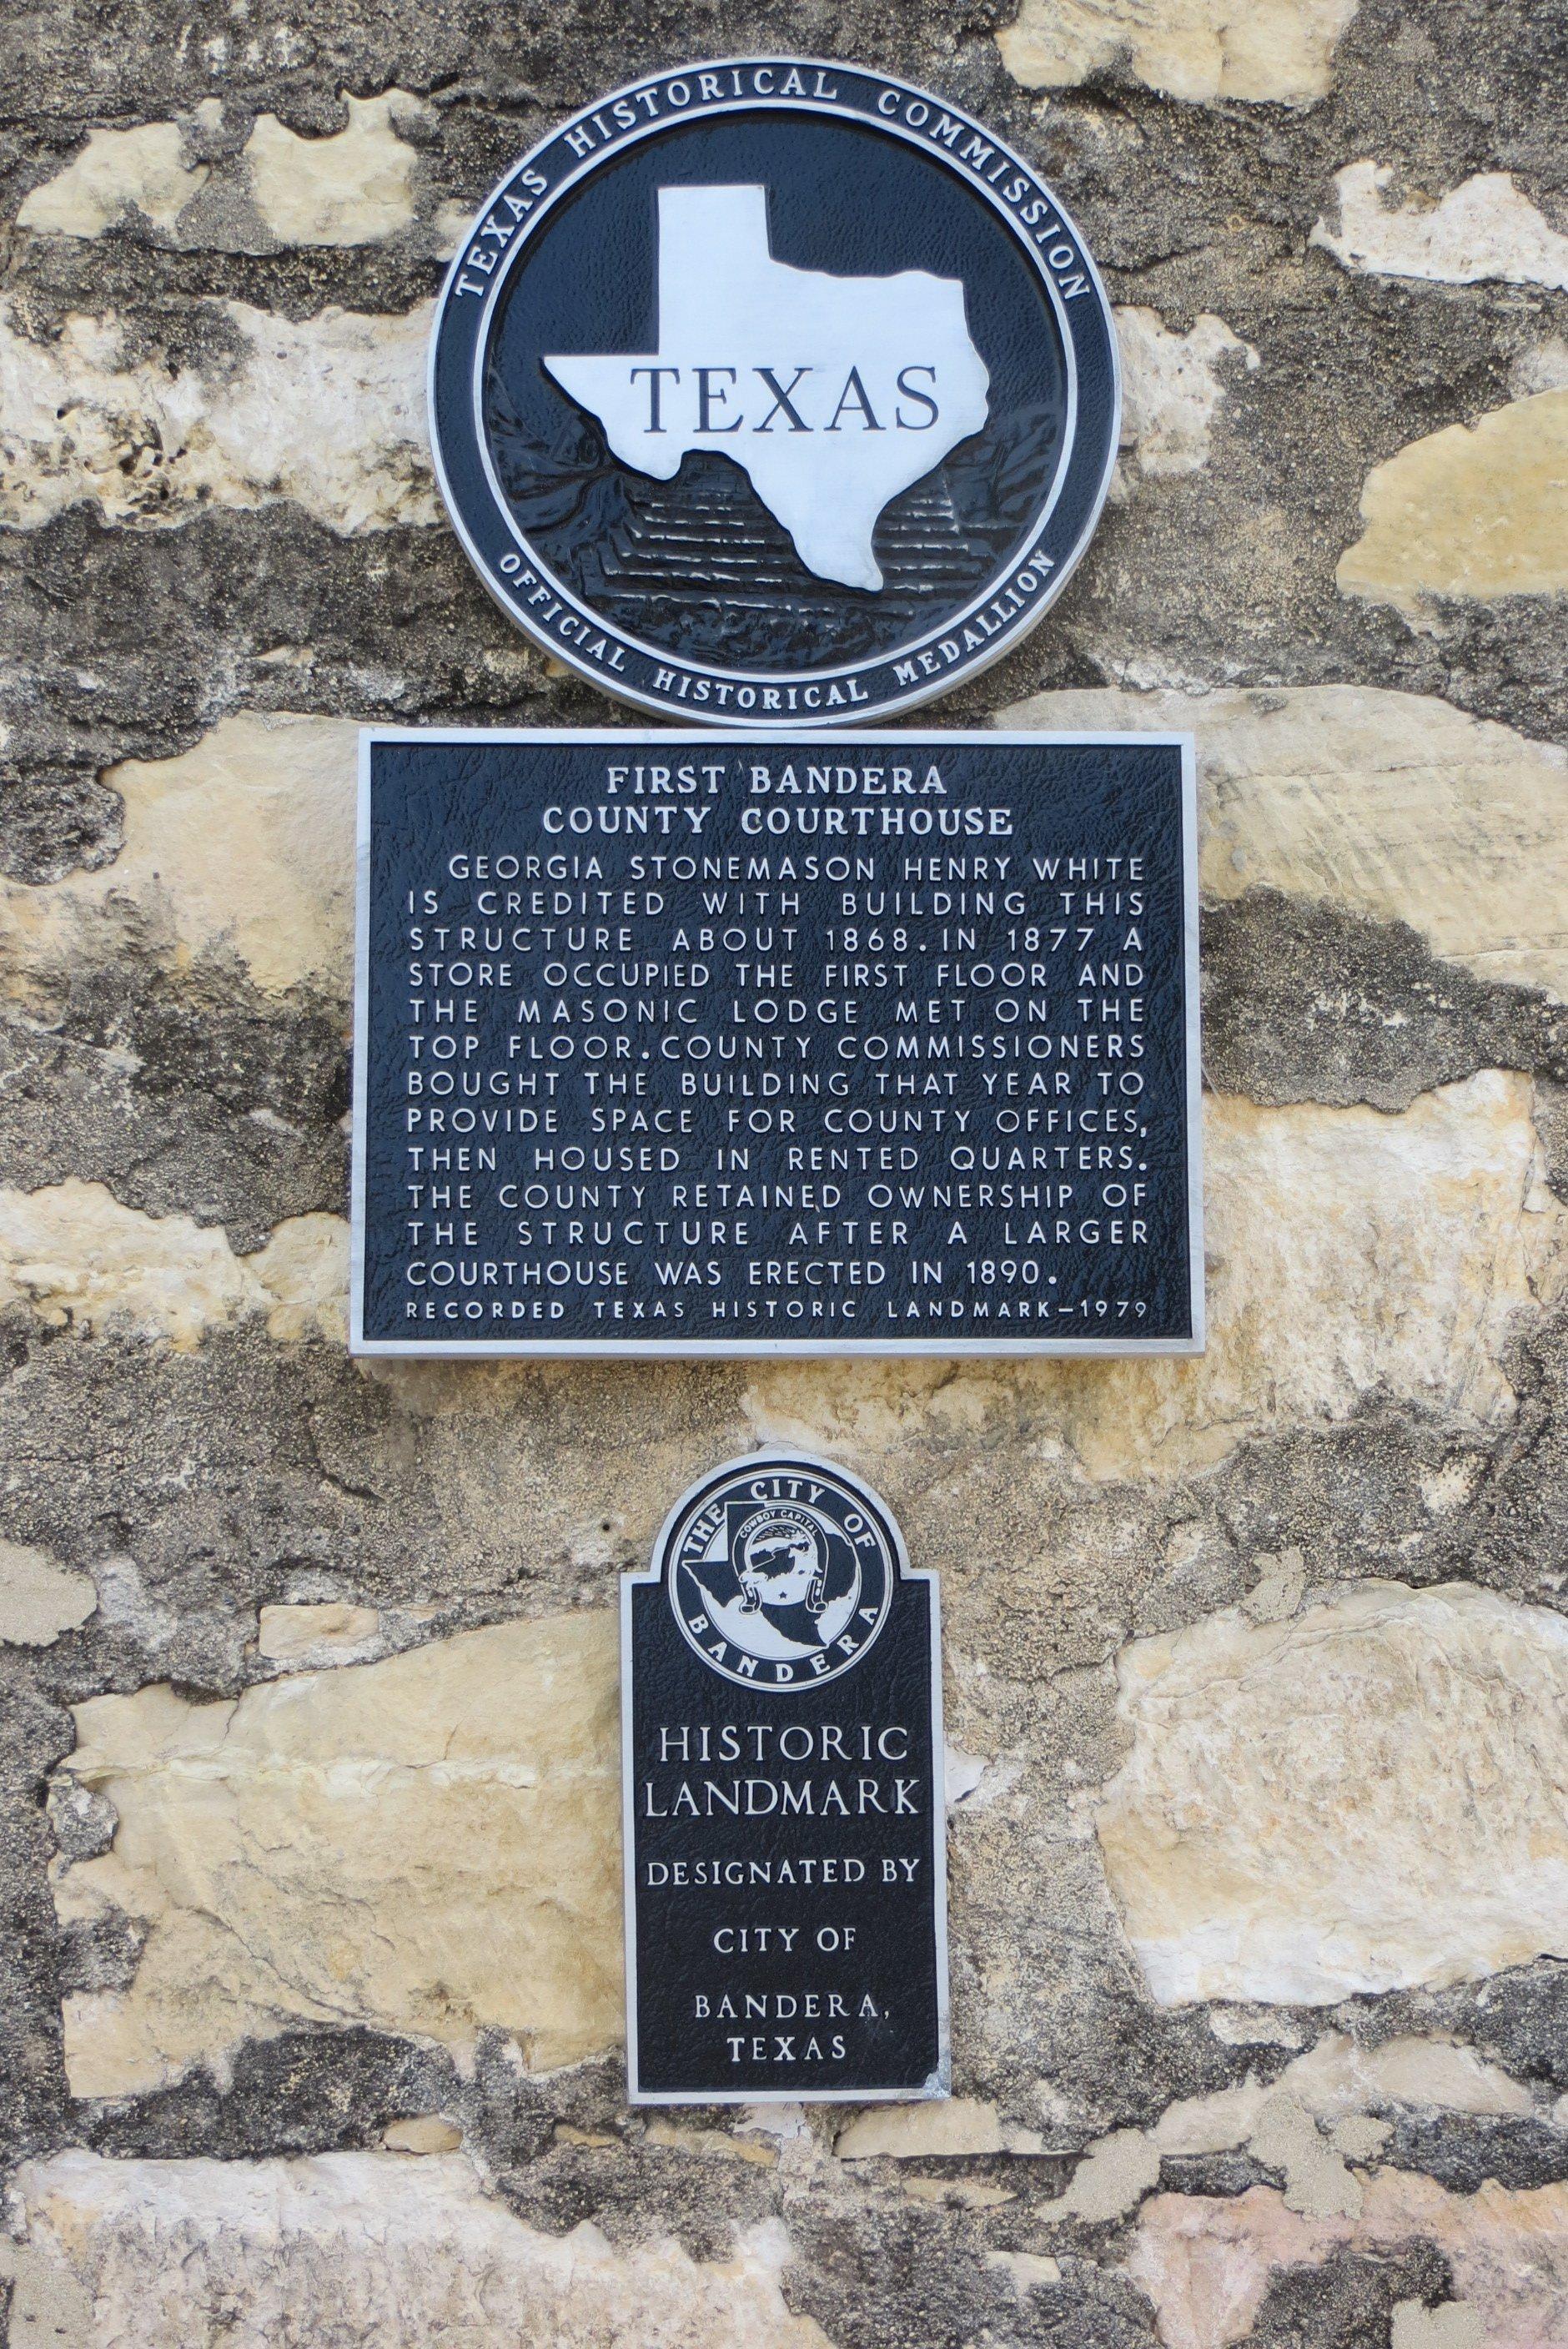 TEXAS HISTORICAL COMMISSION
TEXAS
OFFICIAL HISTORICAL MEDALLION
FIRST BANDERA
COUNTY COURTHOUSE
GEORGIA STONEMASON HENRY WHITE
IS CREDITED WITH BUILDING THIS
STRUCTURE ABOUT 1868. IN 1877 A
STORE OCCUPIED THE FIRST FLOOR AND
THE MASONIC LODGE MET ON THE
TOP FLOOR. COUNTY COMMISSIONERS
BOUGHT THE BUILDING THAT YEAR TO
PROVIDE SPACE FOR COUNTY OFFICES,
THEN HOUSED IN RENTED QUARTERS.
THE COUNTY RETAINED OWNERSHIP OF
THE STRUCTURE AFTER A LARGER
COURTHOUSE WAS ERECTED IN 1890.
RECORDED TEXAS HISTORIC LANDMARK—1979
THE CITY OF
COWBOY CAPITAL
BANDERA
HISTORIC
LANDMARK
DESIGNATED BY
CITY OF
BANDERA,
TEXAS